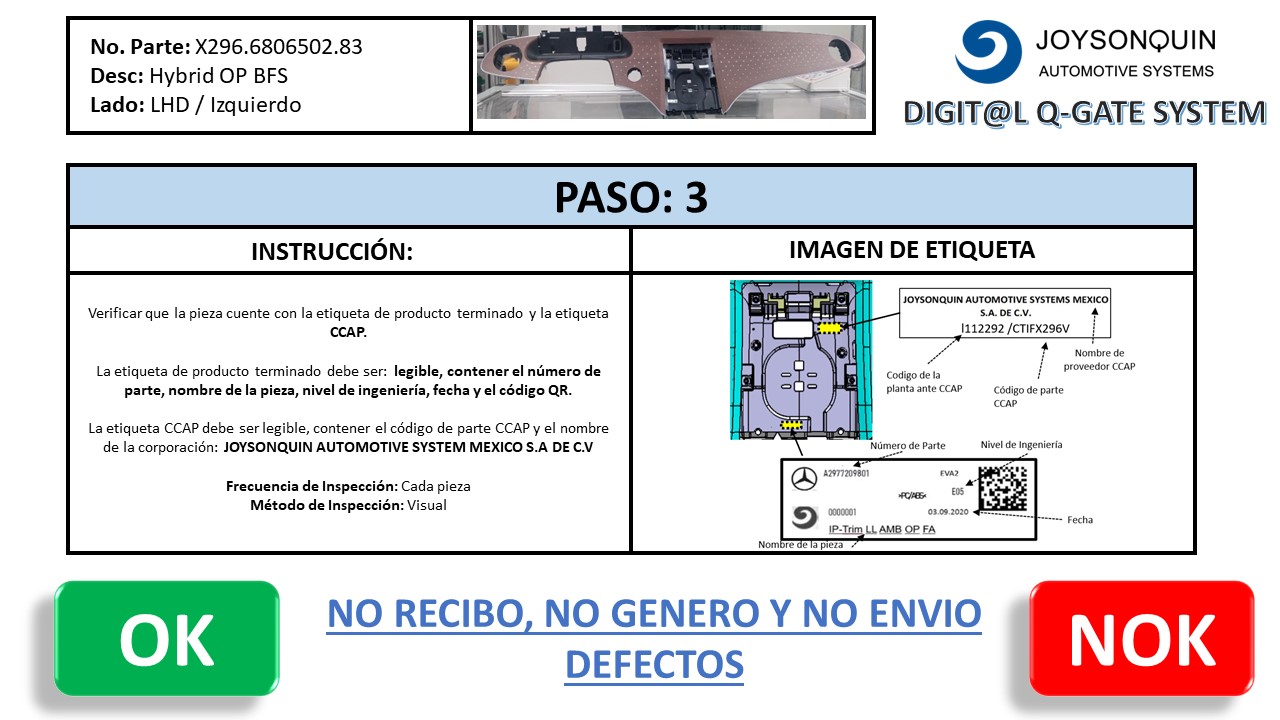 No. Parte: X296.6806502.83
Desc: Hybrid OP BFS
Lado: LHD / Izquierdo
JOYSONQUIN
AUTOMOTIVE SYSTEMS
DIGIT@L Q-GATE SYSTEM
PASO: 3
INSTRUCCIÓN:
Verificar que la pieza cuente con la etiqueta de producto terminado y la etiqueta
CCAP.
La etiqueta de producto terminado debe ser: legible, contener el número de
parte, nombre de la pieza, nivel de ingeniería, fecha y el código QR.
La etiqueta CCAP debe ser legible, contener el código de parte CCAP y el nombre
de la corporación: JOYSONQUIN AUTOMOTIVE SYSTEM MEXICO S.A DE C.V
Frecuencia de Inspección: Cada pieza
Método de Inspección: Visual
IMAGEN DE ETIQUETA
JOYSONQUIN AUTOMOTIVE SYSTEMS MEXICO
S.A. DE C.V.
l112292 /CTIFX296V
Nombre de
proveedor CCAP
Codigo de la
planta ante CCAP
Código de parte
CCAP
Número de Parte
Nivel de Ingeniería
A2977209801
EVA2
E05
>PC/ABS<
0000001
03.09.2020
IP-Trim LL AMB OP FA
Fecha
Nombre de la pieza
OK
NO RECIBO, NO GENERO Y NO ENVIO
DEFECTOS
NOK